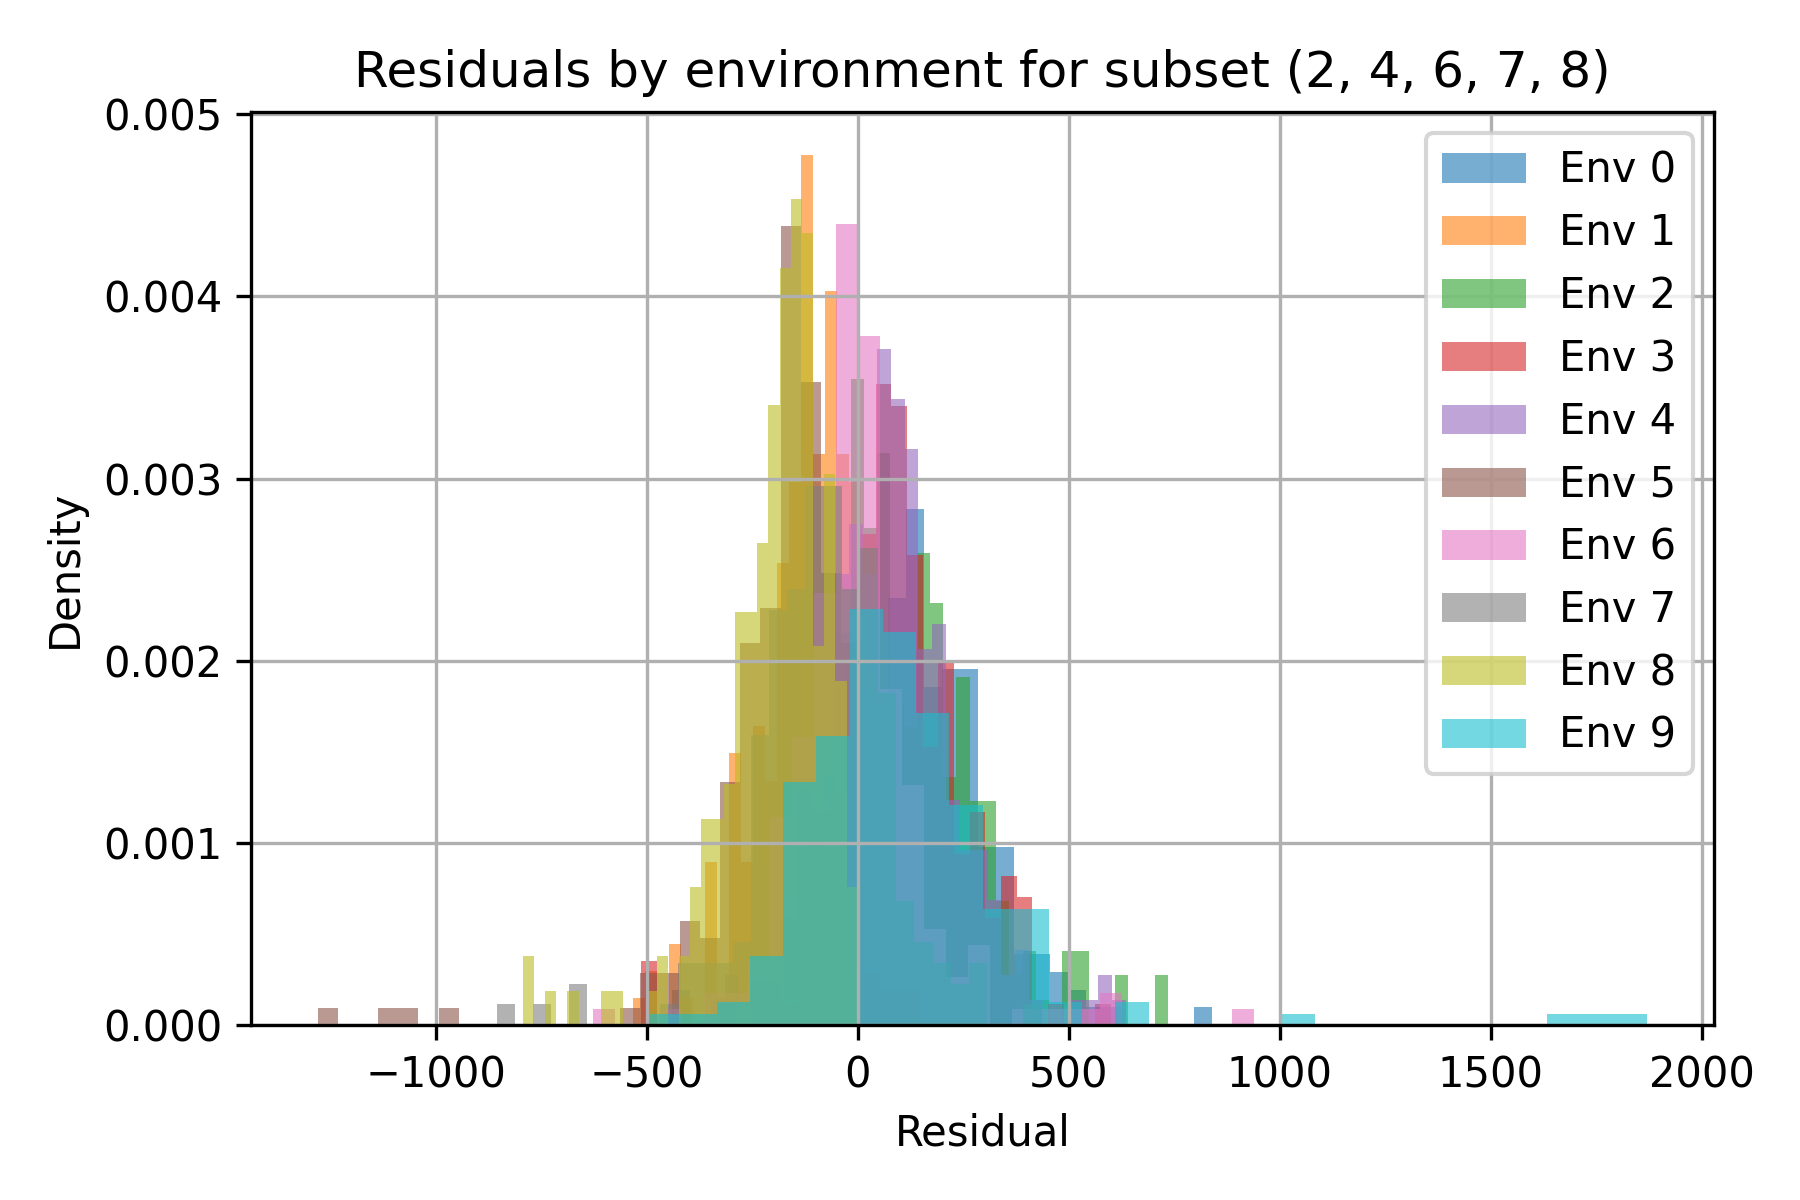 Residuals by environment for subset (2, 4, 6, 7, 8)
0.005
0.004
0.003
0.002
0.001
0.000
Density
−1000
−500
0
500
1000
1500
2000
Residual
Env 0
Env 1
Env 2
Env 3
Env 4
Env 5
Env 6
Env 7
Env 8
Env 9